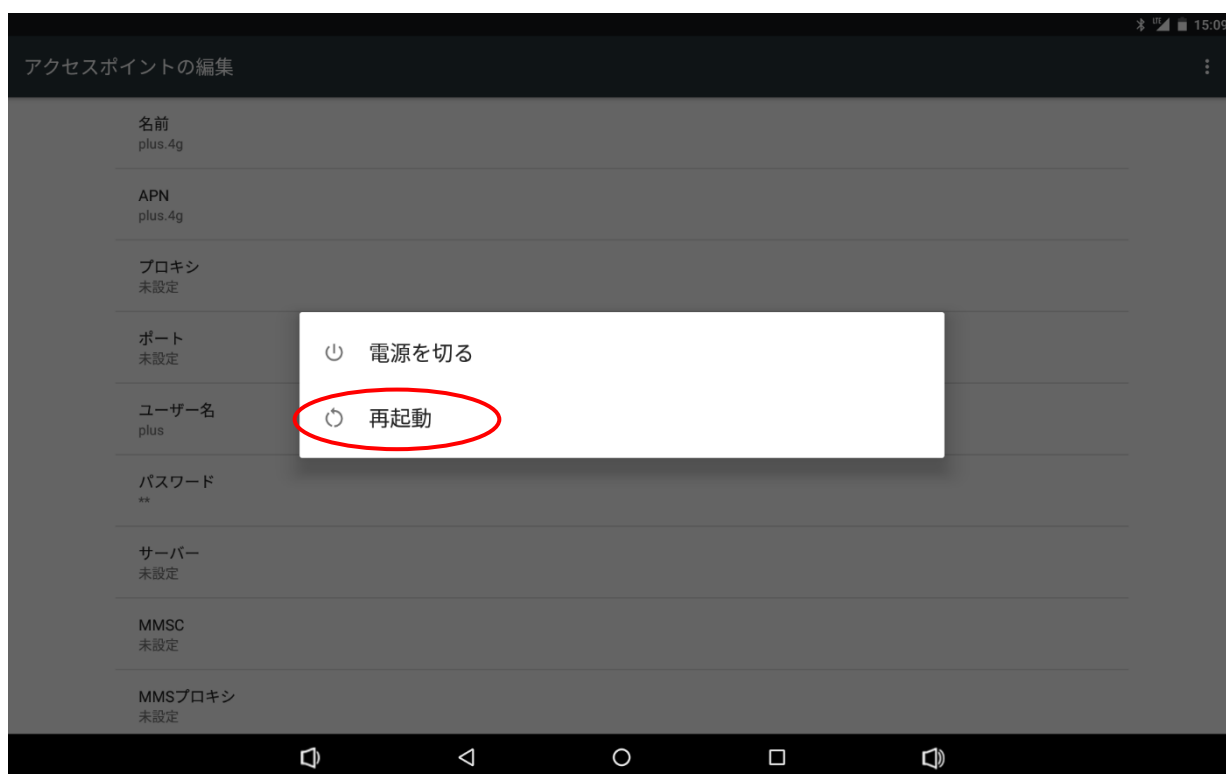 15:09
アクセスポイントの編集
名前
plus.4g
APN
plus.4g
プロキシ
未設定
ポート
未設定
電源を切る
再起動
ユーザー名
plus
パスワード
**
サーバー
未設定
MMSC
未設定
MMSプロキシ
未設定